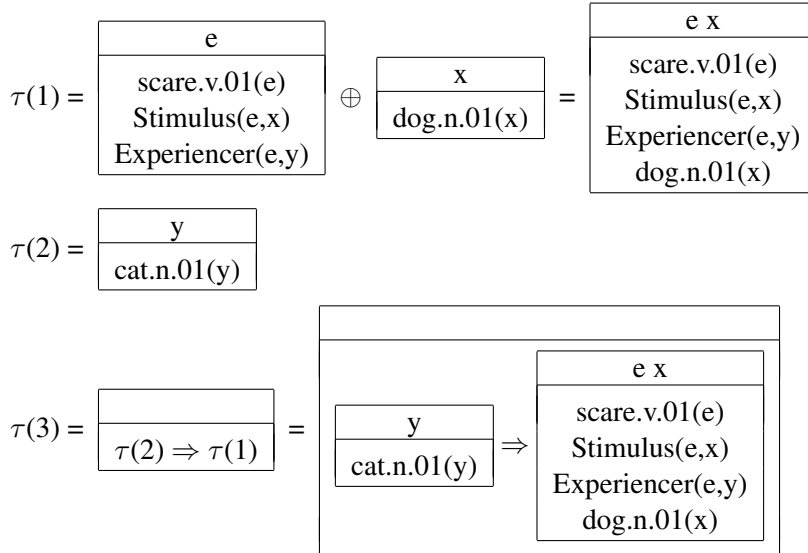 τ(1) =
e
scare.v.01(e)
Stimulus(e,x)
Experiencer(e,y)
⊕
x
dog.n.01(x)
=
e x
scare.v.01(e)
Stimulus(e,x)
Experiencer(e,y)
dog.n.01(x)
τ(2) =
y
cat.n.01(y)
τ(3) =
τ(2) ⇒ τ(1)
=
y
cat.n.01(y)
⇒
e x
scare.v.01(e)
Stimulus(e,x)
Experiencer(e,y)
dog.n.01(x)